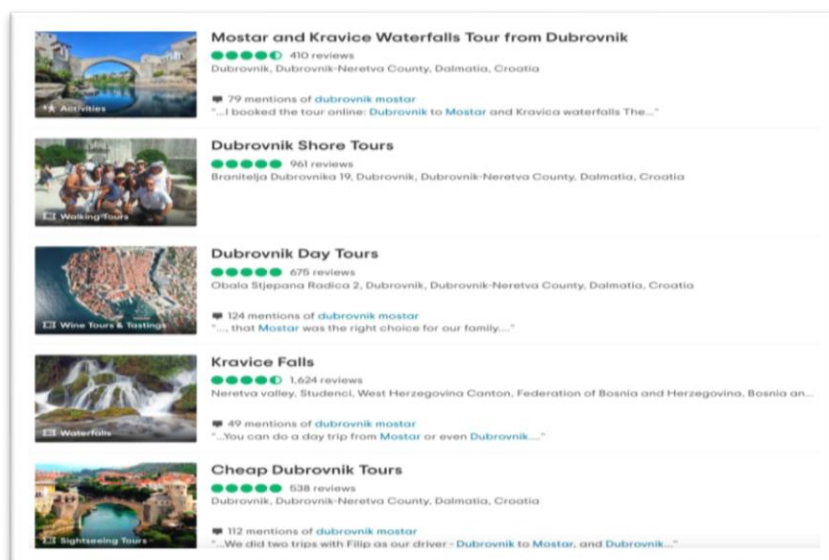 Mostar and Kravice Waterfalls Tour from Dubrovnik
410 reviews
Dubrovnik, Dubrovnik-Neretva County, Dalmatia, Croatia
79 mentions of dubrovnik mostar
"...I booked the tour online: Dubrovnik to Mostar and Kravica waterfalls The..."
Activities
Dubrovnik Shore Tours
961 reviews
Branitelja Dubrovnika 19, Dubrovnik, Dubrovnik-Neretva County, Dalmatia, Croatia
Walking Tours
Dubrovnik Day Tours
675 reviews
Obala Stjepana Radica 2, Dubrovnik, Dubrovnik-Neretva County, Dalmatia, Croatia
124 mentions of dubrovnik mostar
"..., that Mostar was the right choice for our family...."
Wine Tours & Tastings
Kravice Falls
1,624 reviews
Neretva valley, Studenci, West Herzegovina Canton, Federation of Bosnia and Herzegovina, Bosnia an...
49 mentions of dubrovnik mostar
"...You can do a day trip from Mostar or even Dubrovnik...."
Waterfalls
Cheap Dubrovnik Tours
538 reviews
Dubrovnik, Dubrovnik-Neretva County, Dalmatia, Croatia
112 mentions of dubrovnik mostar
"...We did two trips with Filip as our driver - Dubrovnik to Mostar, and Dubrovnik..."
Sightseeing Tours